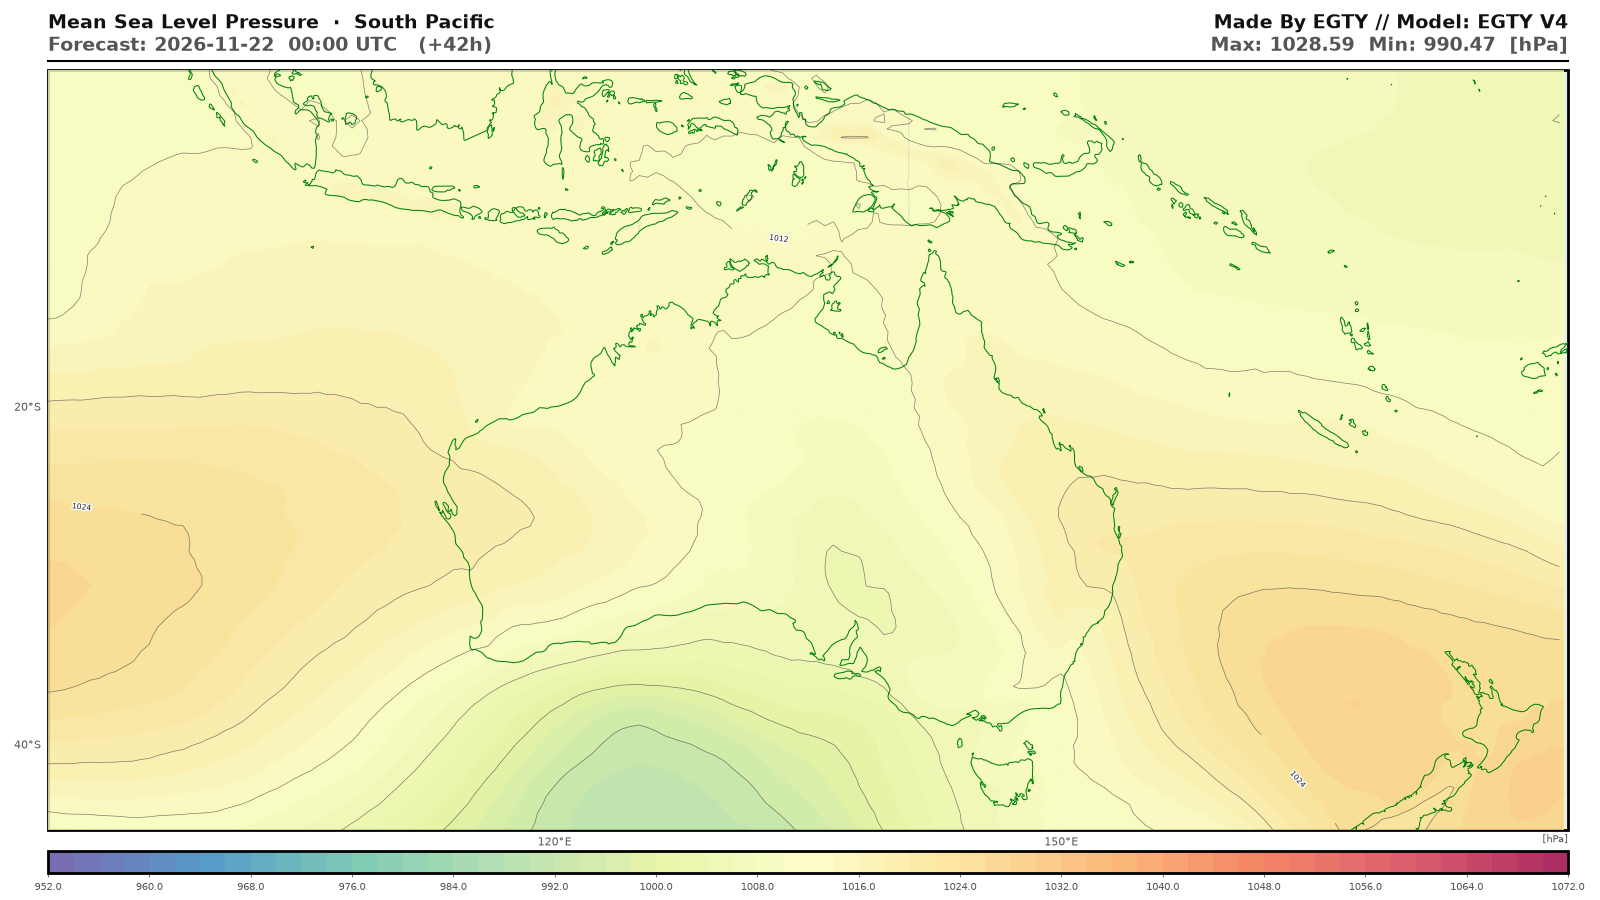 Mean Sea Level Pressure · South Pacific
Made By EGTY // Model: EGTY V4
Forecast: 2026-11-22 00:00 UTC (+42h)
Max: 1028.59 Min: 990.47 [hPa]
1012
20°S
1024
40°S
1024
120°E
150°E
[hPa]
952.0 960.0 968.0 976.0 984.0 992.0 1000.0 1008.0 1016.0 1024.0 1032.0 1040.0 1048.0 1056.0 1064.0 1072.0